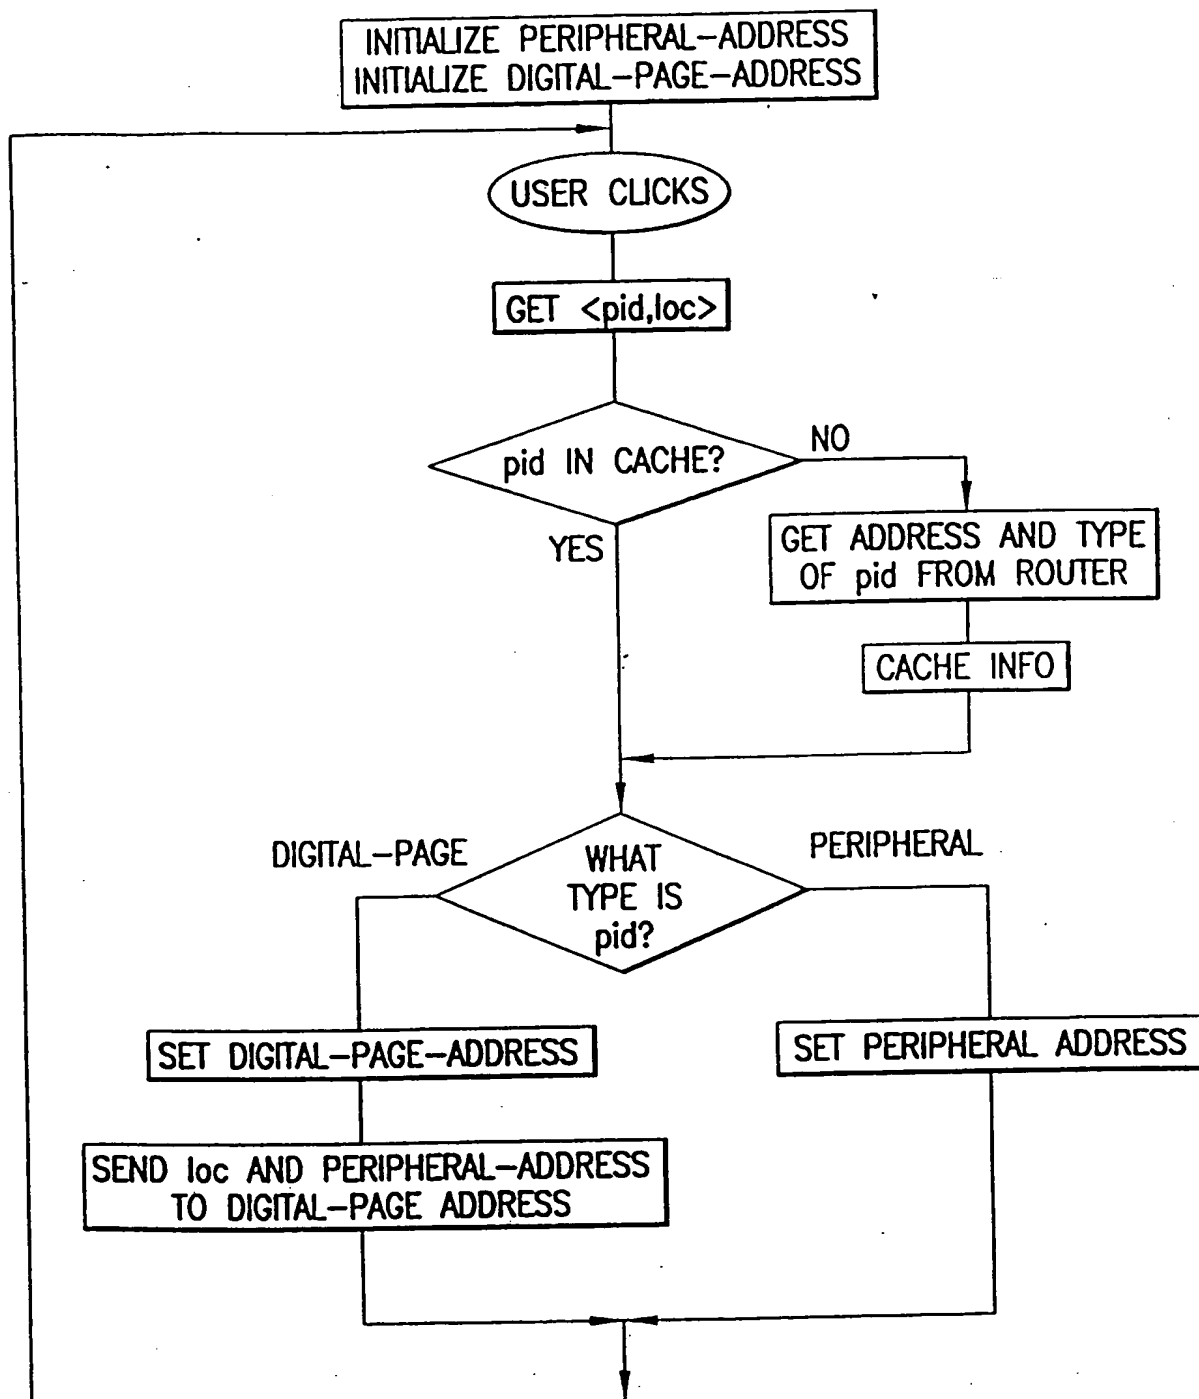 INITIALIZE PERIPHERAL-ADDRESS
INITIALIZE DIGITAL-PAGE-ADDRESS
USER CLICKS
GET <pid,loc>
pid IN CACHE?
NO
YES
GET ADDRESS AND TYPE
OF pid FROM ROUTER
CACHE INFO
DIGITAL-PAGE
WHAT
TYPE IS
pid?
PERIPHERAL
SET DIGITAL-PAGE-ADDRESS
SET PERIPHERAL ADDRESS
SEND loc AND PERIPHERAL-ADDRESS
TO DIGITAL-PAGE ADDRESS